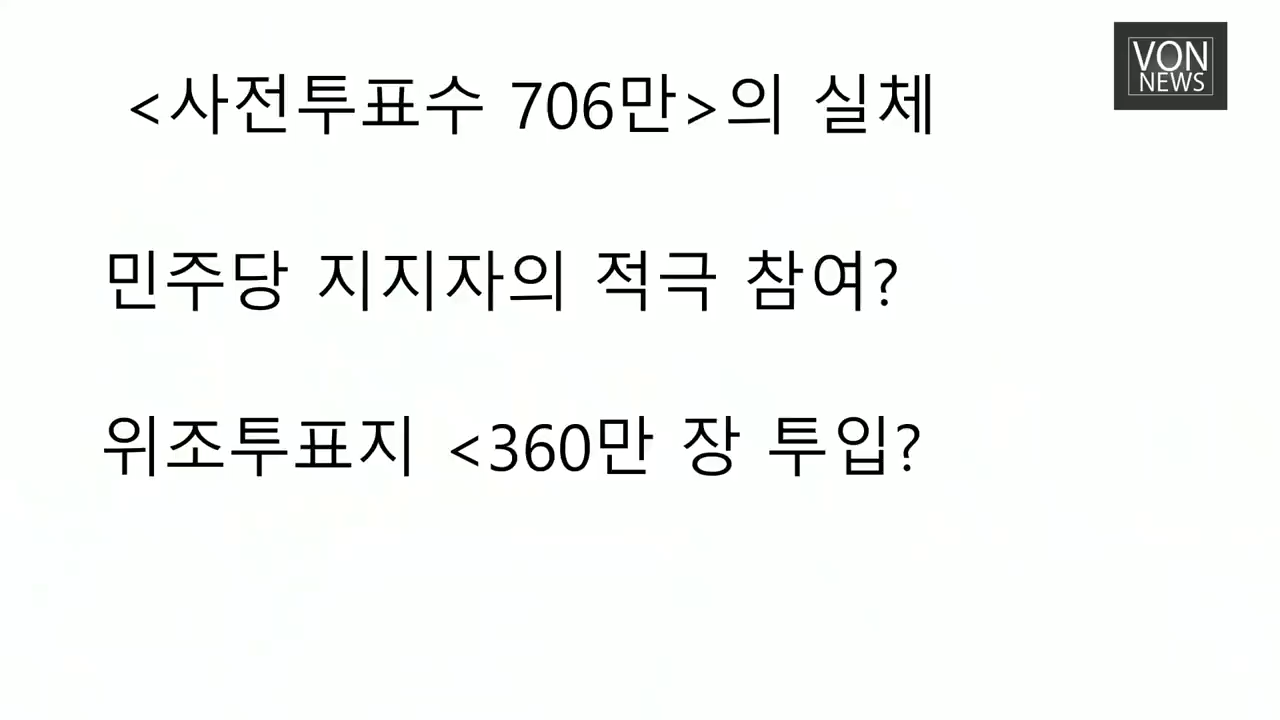 <사전투표수 706만>의 실체
VON
NEWS
민주당 지지자의 적극 참여?
위조투표지 <360만 장 투입?